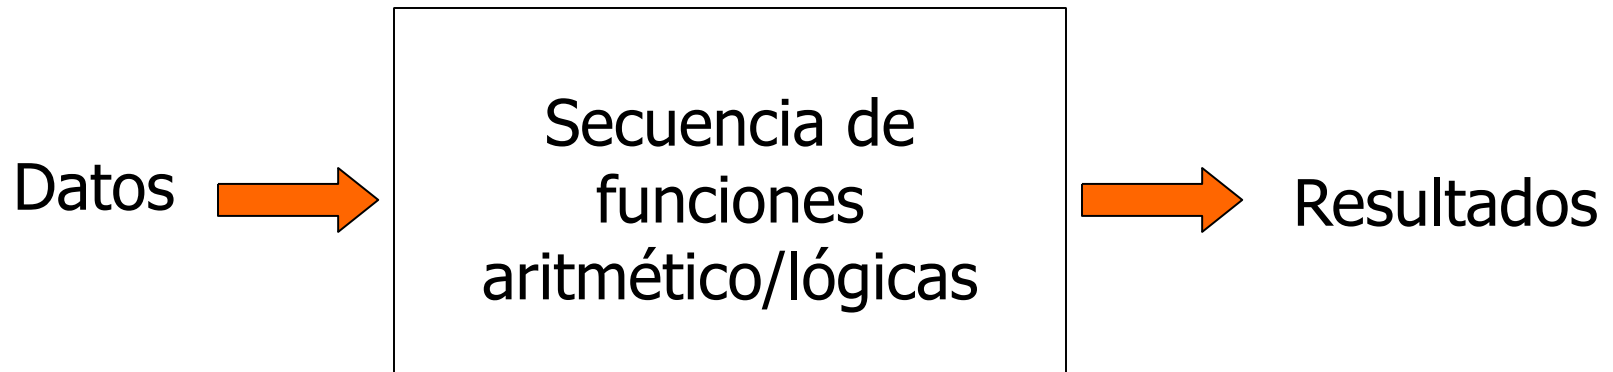 Datos
Secuencia de
funciones
aritmético/lógicas
Resultados